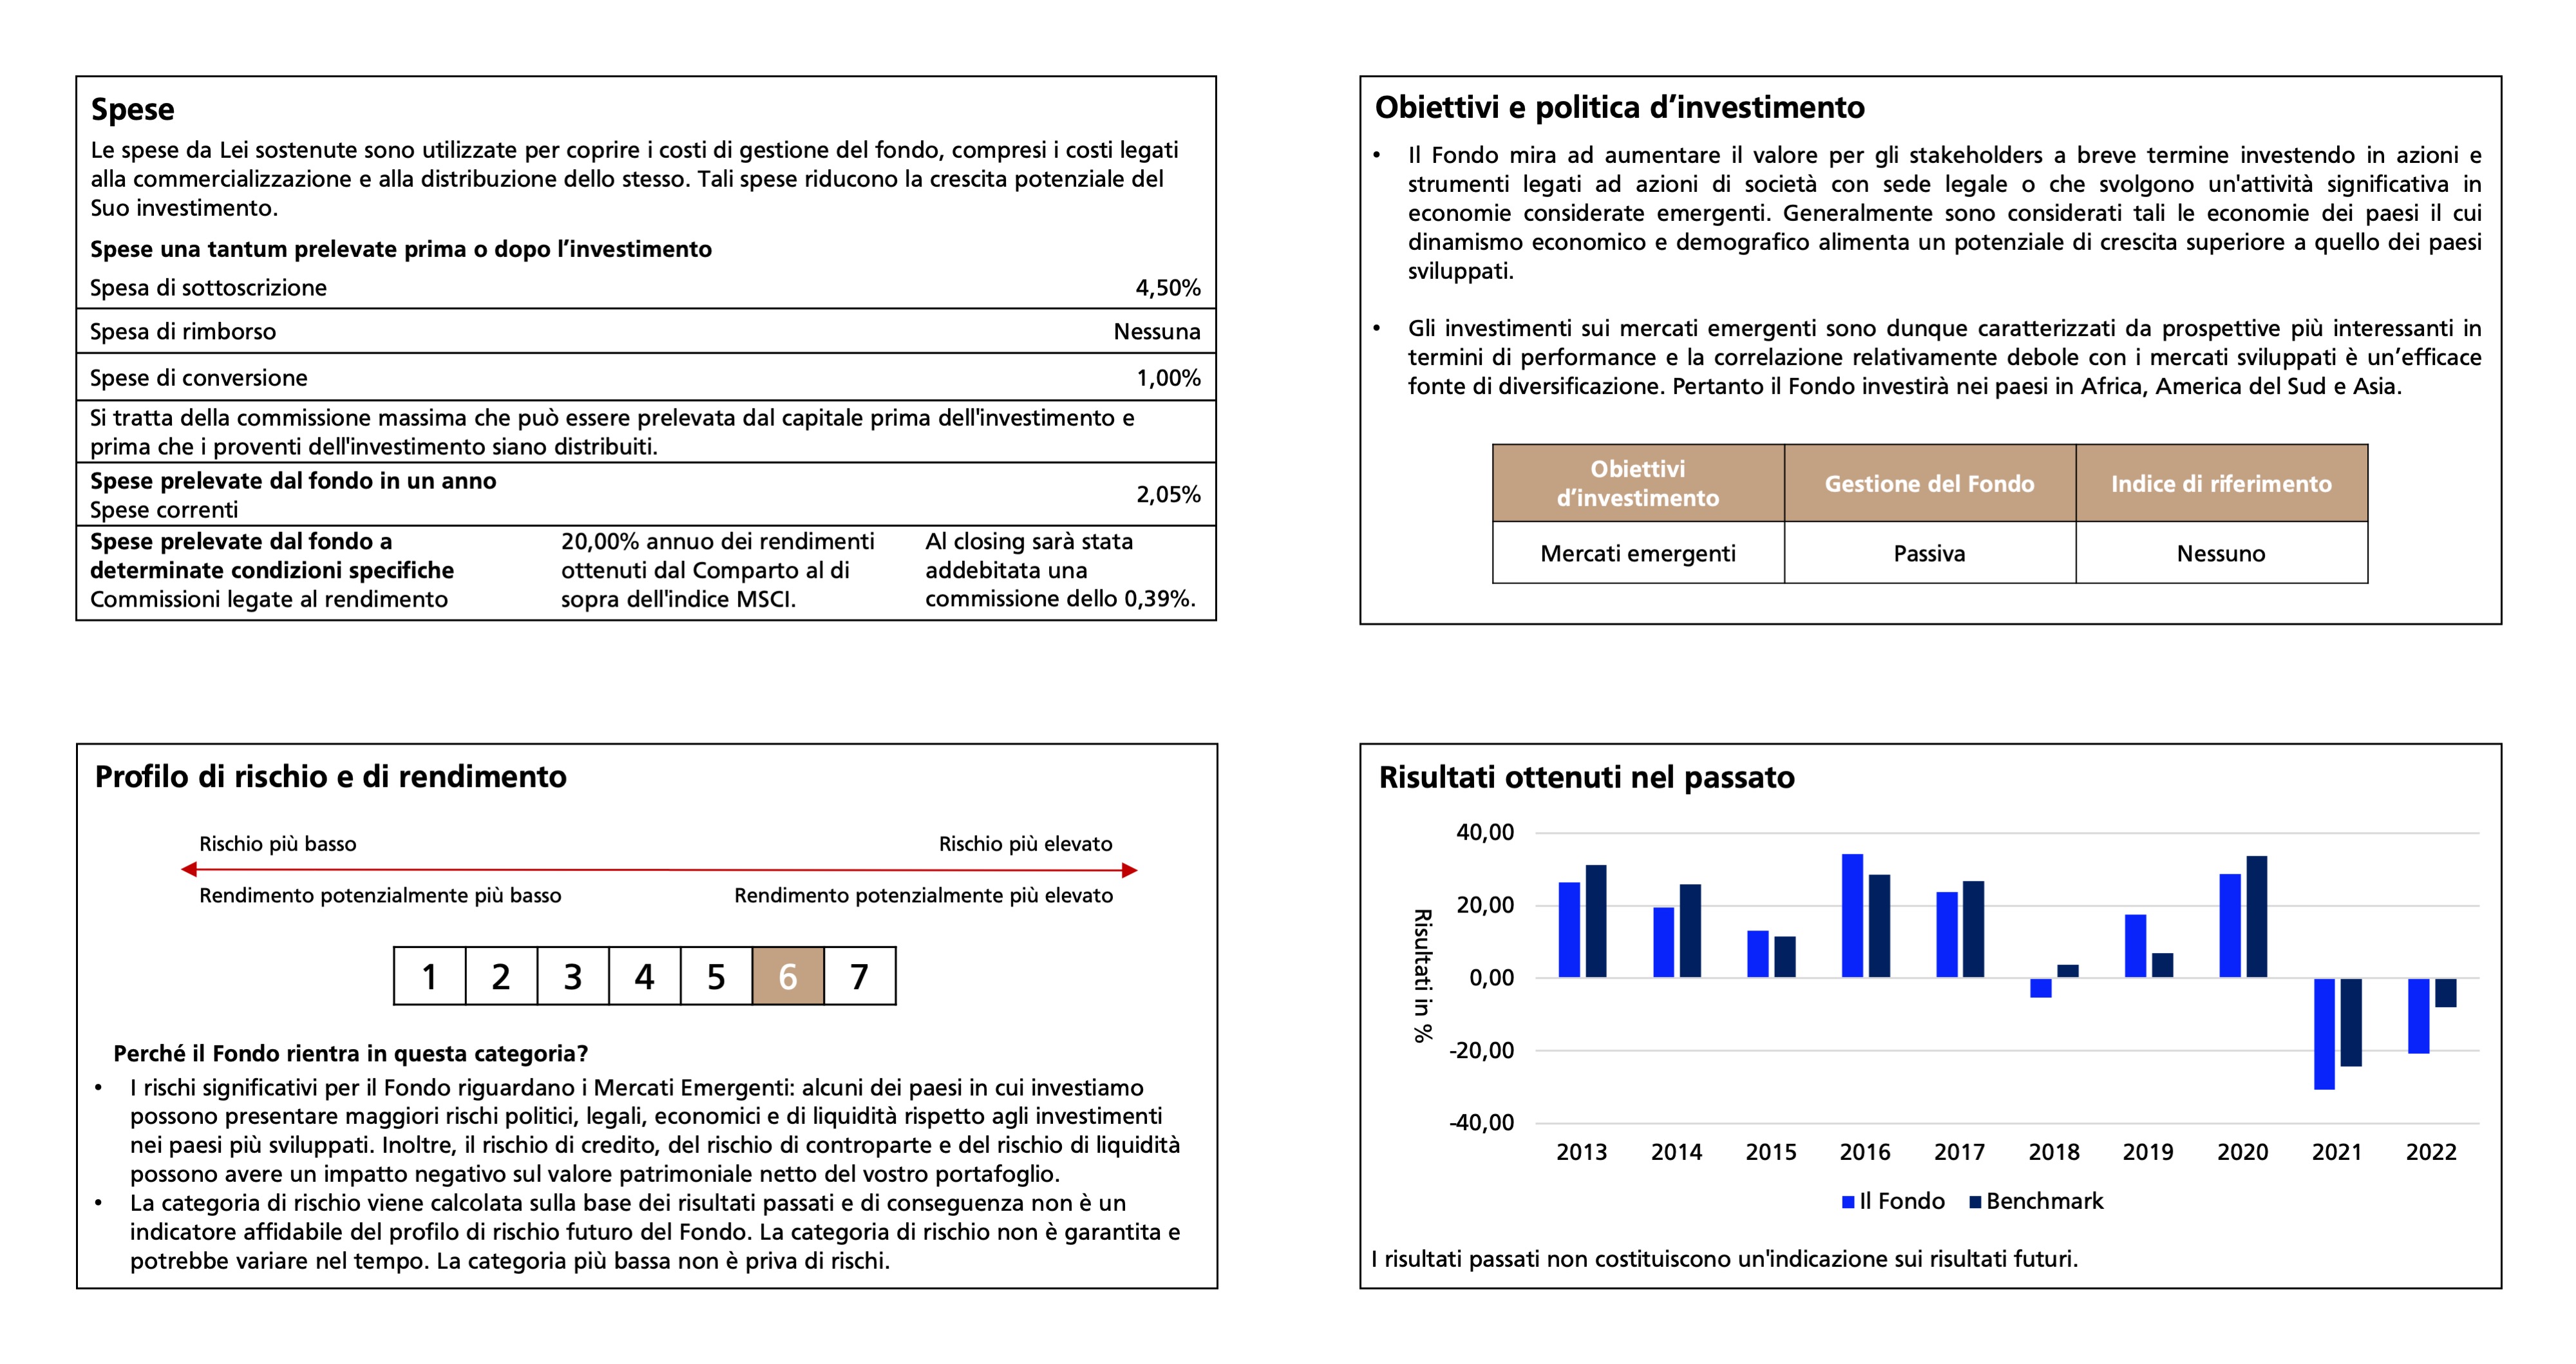 Spese
Le spese da Lei sostenute sono utilizzate per coprire i costi di gestione del fondo, compresi i costi legati
alla commercializzazione e alla distribuzione dello stesso. Tali spese riducono la crescita potenziale del
Suo investimento.
Spese una tantum prelevate prima o dopo l’investimento
Spesa di sottoscrizione 4,50%
Spesa di rimborso Nessuna
Spese di conversione 1,00%
Si tratta della commissione massima che può essere prelevata dal capitale prima dell'investimento e
prima che i proventi dell'investimento siano distribuiti.
Spese prelevate dal fondo in un anno
Spese correnti
2,05%
Spese prelevate dal fondo a
determinate condizioni specifiche
Commissioni legate al rendimento
20,00% annuo dei rendimenti
ottenuti dal Comparto al di
sopra dell'indice MSCI.
Al closing sarà stata
addebitata una
commissione dello 0,39%.
Obiettivi e politica d’investimento
• Il Fondo mira ad aumentare il valore per gli stakeholders a breve termine investendo in azioni e
strumenti legati ad azioni di società con sede legale o che svolgono un'attività significativa in
economie considerate emergenti. Generalmente sono considerati tali le economie dei paesi il cui
dinamismo economico e demografico alimenta un potenziale di crescita superiore a quello dei paesi
sviluppati.
• Gli investimenti sui mercati emergenti sono dunque caratterizzati da prospettive più interessanti in
termini di performance e la correlazione relativamente debole con i mercati sviluppati è un’efficace
fonte di diversificazione. Pertanto il Fondo investirà nei paesi in Africa, America del Sud e Asia.
Obiettivi
d’investimento
Gestione del Fondo
Indice di riferimento
Mercati emergenti
Passiva
Nessuno
Profilo di rischio e di rendimento
Rischio più basso
Rischio più elevato
Rendimento potenzialmente più basso
Rendimento potenzialmente più elevato
1 2 3 4 5 6 7
Perché il Fondo rientra in questa categoria?
• I rischi significativi per il Fondo riguardano i Mercati Emergenti: alcuni dei paesi in cui investiamo
possono presentare maggiori rischi politici, legali, economici e di liquidità rispetto agli investimenti
nei paesi più sviluppati. Inoltre, il rischio di credito, del rischio di controparte e del rischio di liquidità
possono avere un impatto negativo sul valore patrimoniale netto del vostro portafoglio.
• La categoria di rischio viene calcolata sulla base dei risultati passati e di conseguenza non è un
indicatore affidabile del profilo di rischio futuro del Fondo. La categoria di rischio non è garantita e
potrebbe variare nel tempo. La categoria più bassa non è priva di rischi.
Risultati ottenuti nel passato
Risultati in %
40,00
20,00
0,00
-20,00
-40,00
2013 2014 2015 2016 2017 2018 2019 2020 2021 2022
Il Fondo Benchmark
I risultati passati non costituiscono un'indicazione sui risultati futuri.